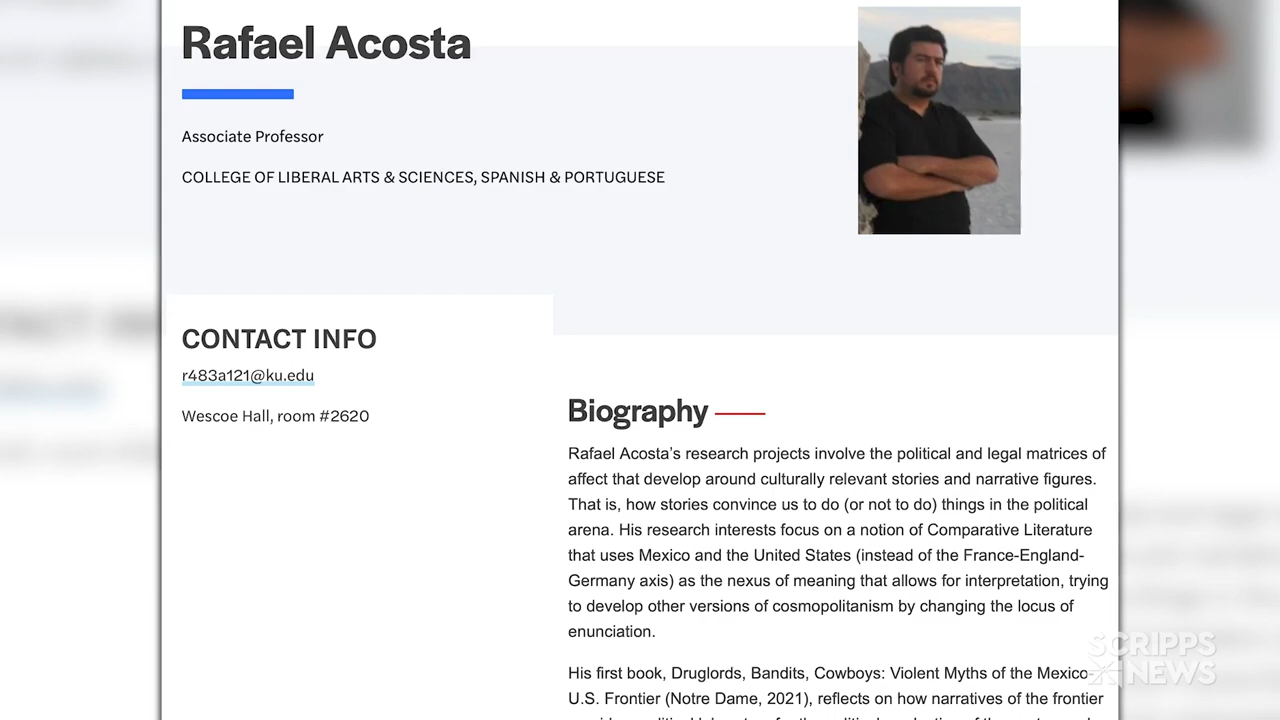 Rafael Acosta
Associate Professor
COLLEGE OF LIBERAL ARTS & SCIENCES, SPANISH & PORTUGUESE
CONTACT INFO
r483a121@ku.edu
Wescoe Hall, room #2620
Biography
Rafael Acosta's research projects involve the political and legal matrices of
affect that develop around culturally relevant stories and narrative figures.
That is, how stories convince us to do (or not to do) things in the political
arena. His research interests focus on a notion of Comparative Literature
that uses Mexico and the United States (instead of the France-England-
Germany axis) as the nexus of meaning that allows for interpretation, trying
to develop other versions of cosmopolitanism by changing the locus of
enunciation.
His first book, Druglords, Bandits, Cowboys: Violent Myths of the Mexico-
U.S. Frontier (Notre Dame, 2021), reflects on how narratives of the frontier
SCRIPPS
NEWS